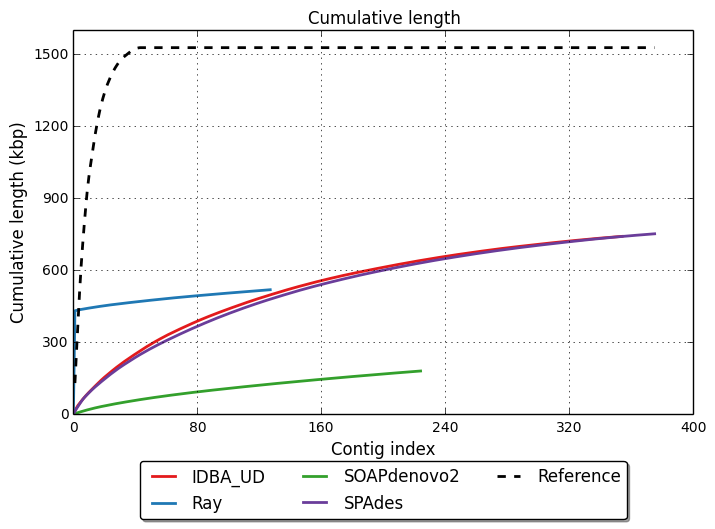 Cumulative length
1500
1200
900
600
300
0
Cumulative length (kbp)
0 80 160 240 320 400
Contig index
IDBA_UD SOAPdenovo2 Reference
Ray SPAdes